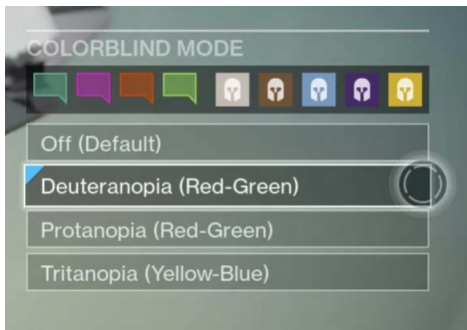 COLORBLIND MODE
Off (Default)
Deuteranopia (Red-Green)
Protanopia (Red-Green)
Tritanopia (Yellow-Blue)